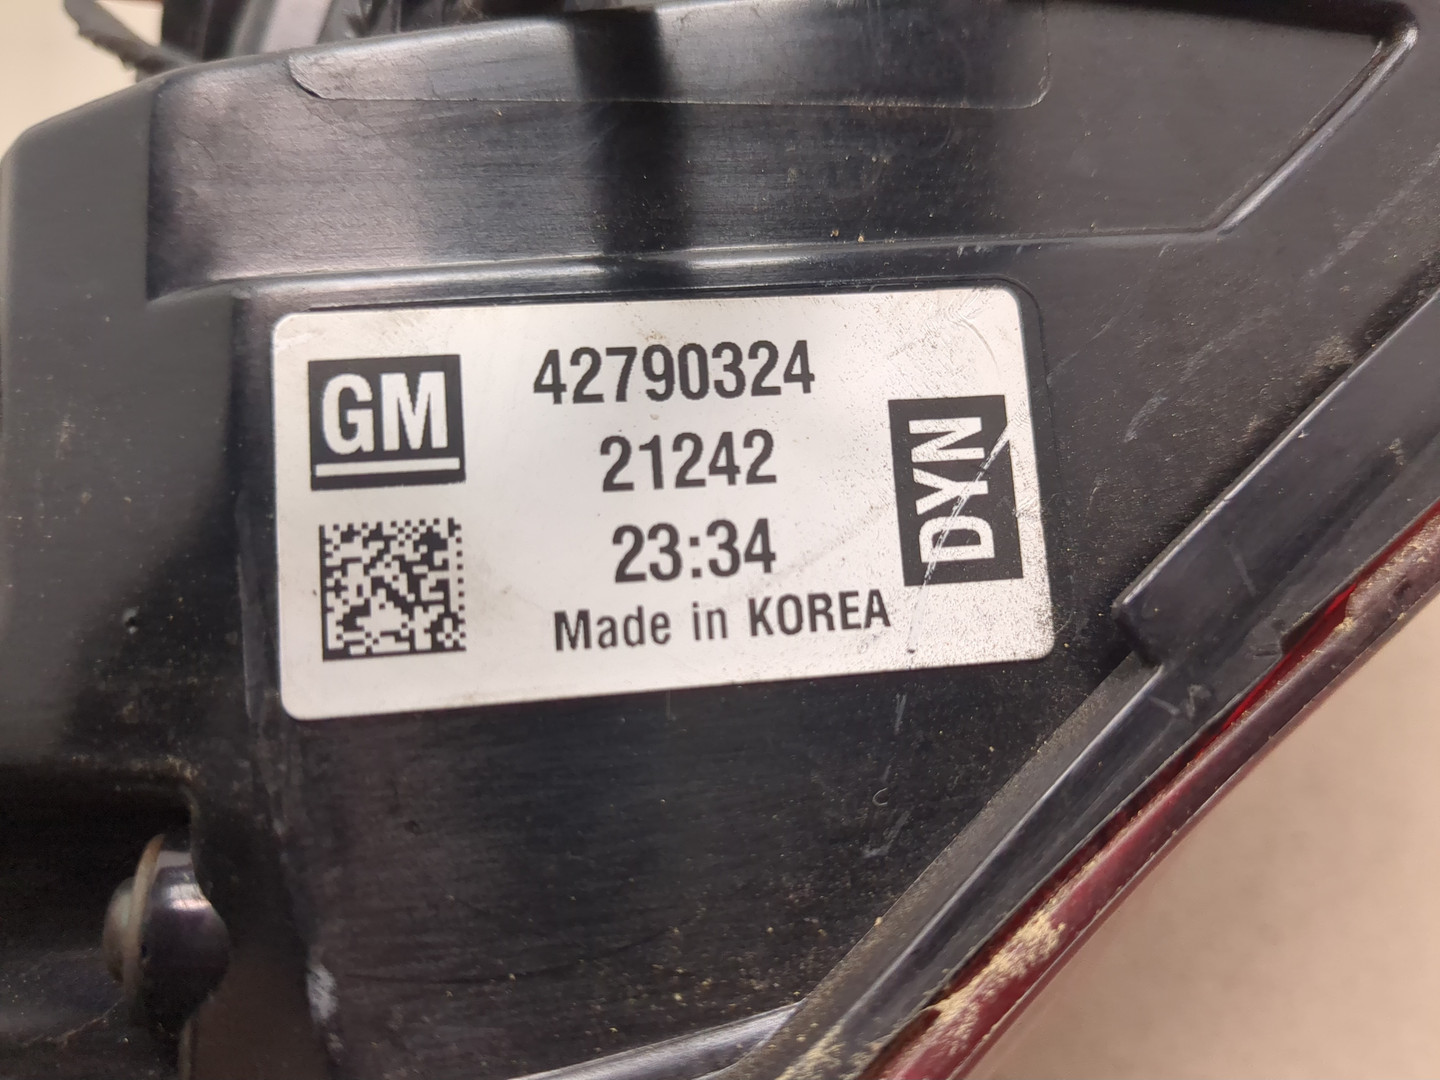 GM
42790324
21242
23:34
Made in KOREA
DYN